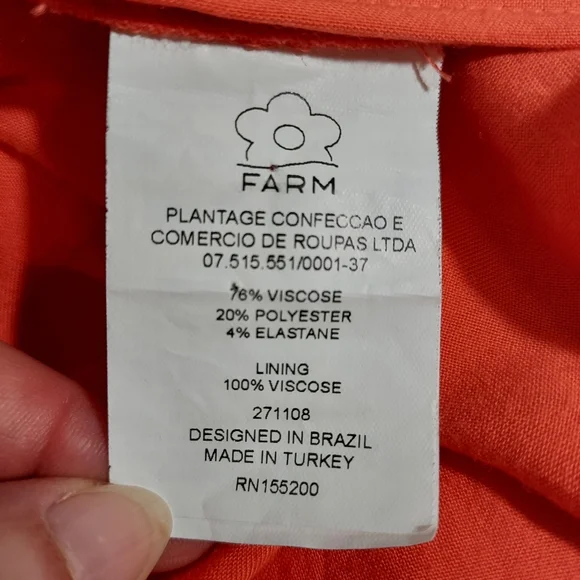 FARM
PLANTAGE CONFECCAO E
COMERCIO DE ROUPAS LTDA
07.515.551/0001-37
76% VISCOSE
20% POLYESTER
4% ELASTANE
LINING
100% VISCOSE
271108
DESIGNED IN BRAZIL
MADE IN TURKEY
RN155200